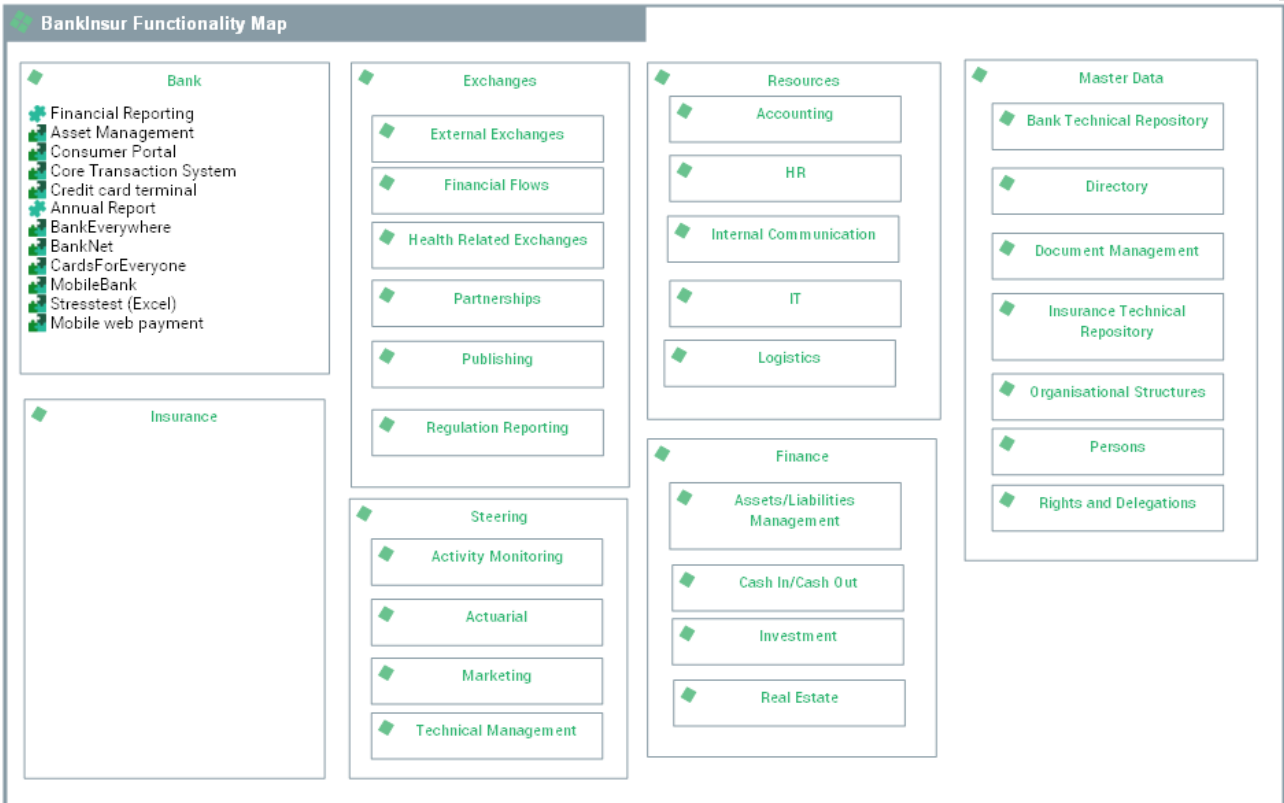 BankInsur Functionality Map
Bank
Financial Reporting
Asset Management
Consumer Portal
Core Transaction System
Credit card terminal
Annual Report
BankEverywhere
BankNet
CardsForEveryone
MobileBank
Stresstest (Excel)
Mobile web payment
Insurance
Exchanges
External Exchanges
Financial Flows
Health Related Exchanges
Partnerships
Publishing
Regulation Reporting
Steering
Activity Monitoring
Actuarial
Marketing
Technical Management
Resources
Accounting
HR
Internal Communication
IT
Logistics
Finance
Assets/Liabilities
Management
Cash In/Cash Out
Investment
Real Estate
Master Data
Bank Technical Repository
Directory
Document Management
Insurance Technical
Repository
Organisational Structures
Persons
Rights and Delegations